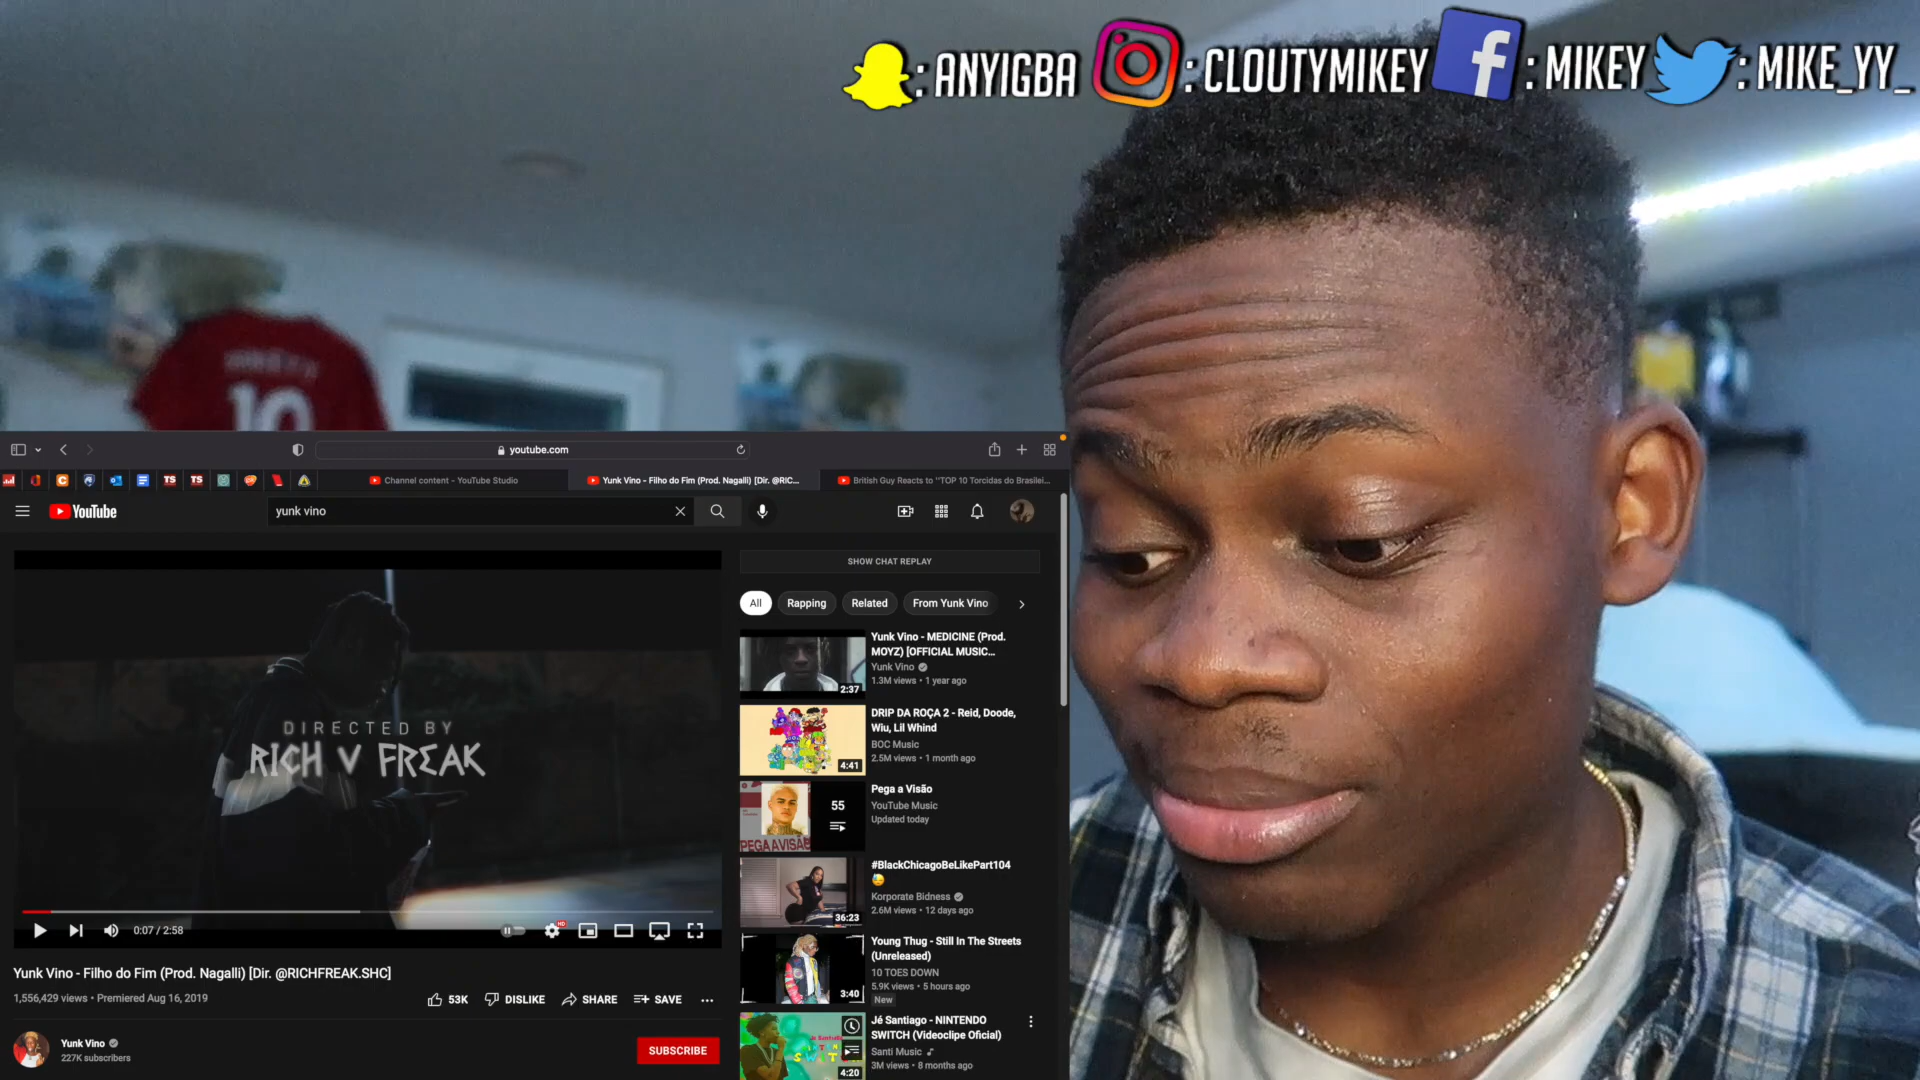 : ANYIGBA : CLOUTYMIKEY : MIKEY : MIKE_YY_
10
youtube.com
Channel content - YouTube Studio
Yunk Vino - Filho do Fim (Prod. Nagalli) [Dir. @RIC...
British Guy Reacts to "TOP 10 Torcidas do Brasilei...
TS
TS
YouTube
yunk vino
DIRECTED BY
RICH V FREAK
0:07 / 2:58
HD
Yunk Vino - Filho do Fim (Prod. Nagalli) [Dir. @RICHFREAK.SHC]
1,556,429 views • Premiered Aug 16, 2019
53K
DISLIKE
SHARE
SAVE
Yunk Vino
227K subscribers
SUBSCRIBE
SHOW CHAT REPLAY
All
Rapping
Related
From Yunk Vino
Yunk Vino - MEDICINE (Prod.
MOYZ) [OFFICIAL MUSIC...
Yunk Vino
1.3M views • 1 year ago
2:37
DRIP DA ROÇA 2 - Reid, Doode,
Wiu, Lil Whind
BOC Music
2.5M views • 1 month ago
4:41
Pega a Visão
YouTube Music
Updated today
55
PEGA A VISÃO
#BlackChicagoBeLikePart104
Korporate Bidness
2.6M views • 12 days ago
36:23
Young Thug - Still In The Streets
(Unreleased)
10 TOES DOWN
5.9K views • 5 hours ago
New
3:40
Jé Santiago - NINTENDO
SWITCH (Videoclipe Oficial)
Santi Music
3M views • 8 months ago
4:20